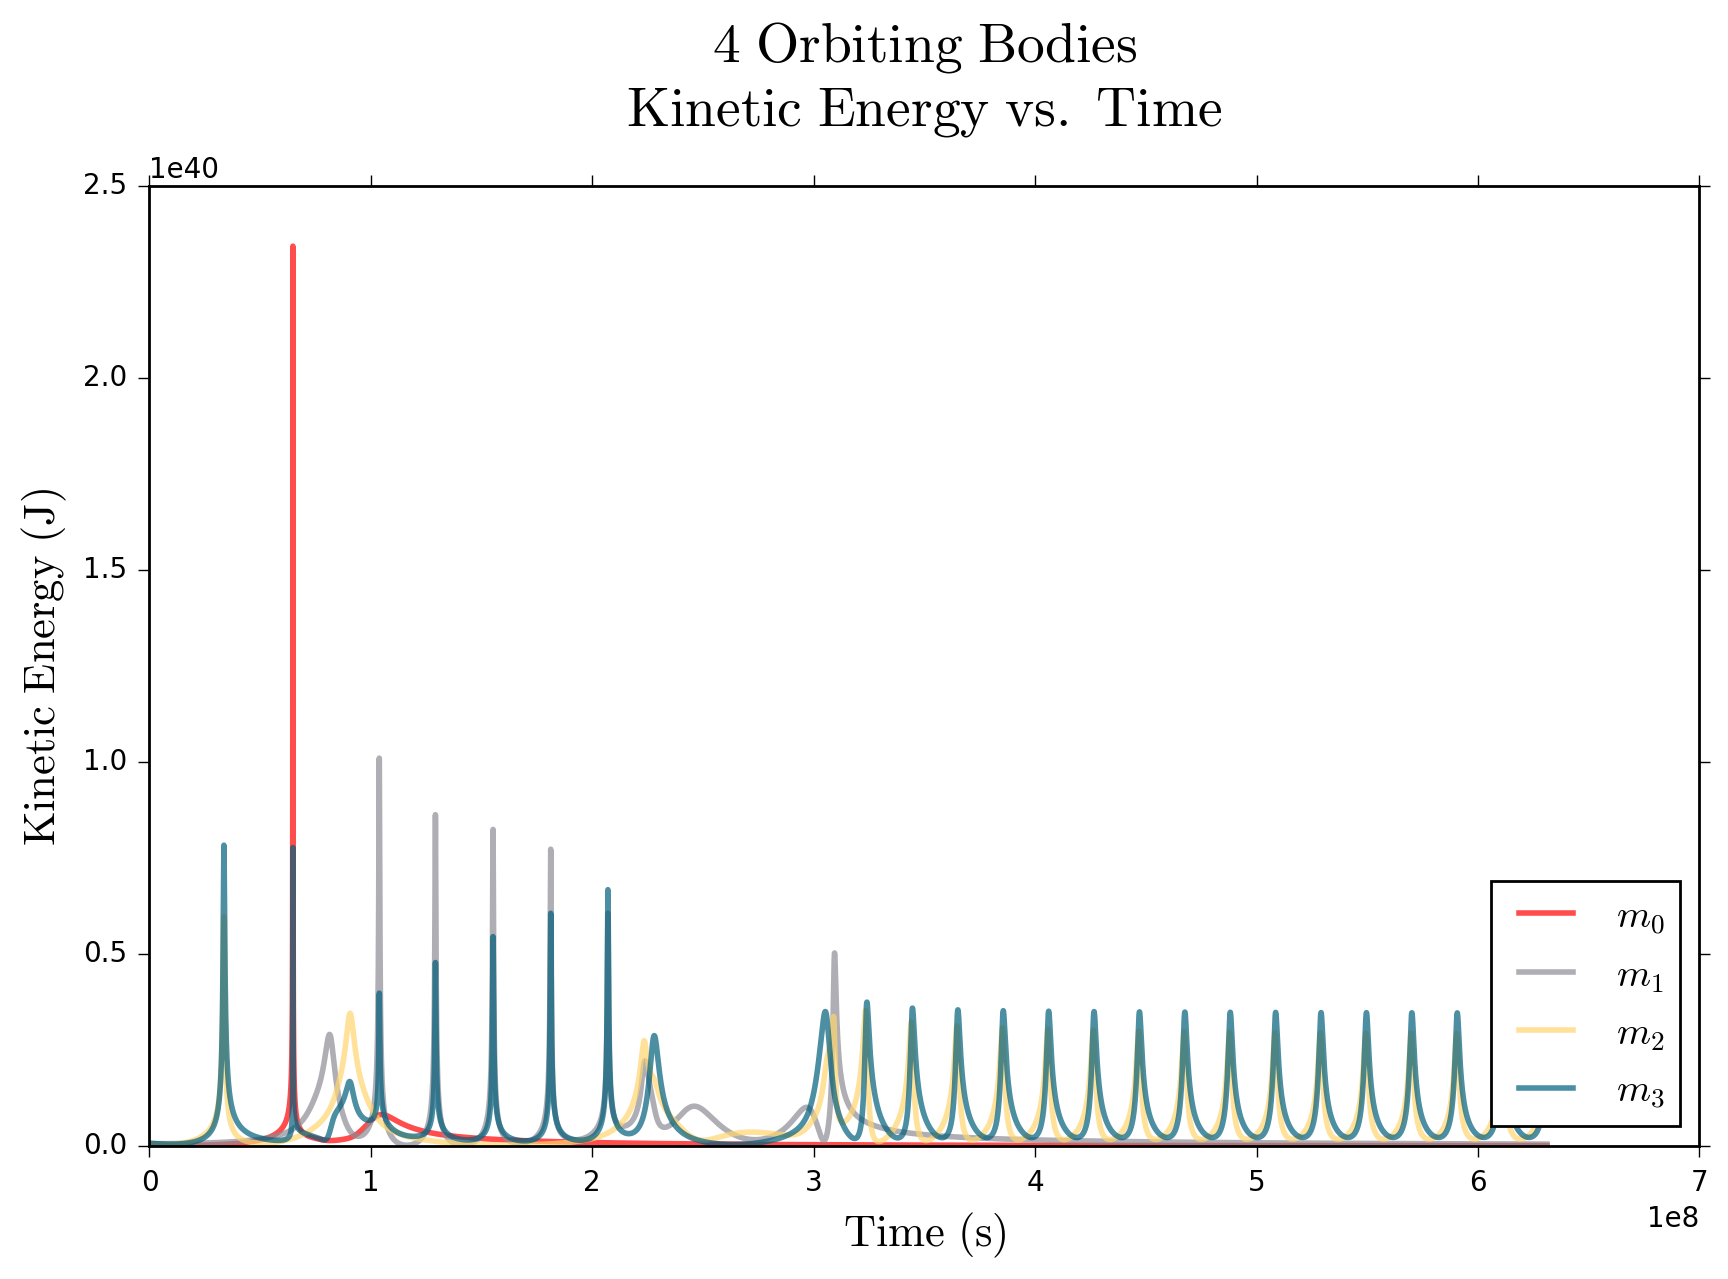 4 Orbiting Bodies
Kinetic Energy vs. Time
1e40
2.5
2.0
1.5
1.0
0.5
0.0
Kinetic Energy (J)
m0
m1
m2
m3
0 1 2 3 4 5 6 7
1e8
Time (s)